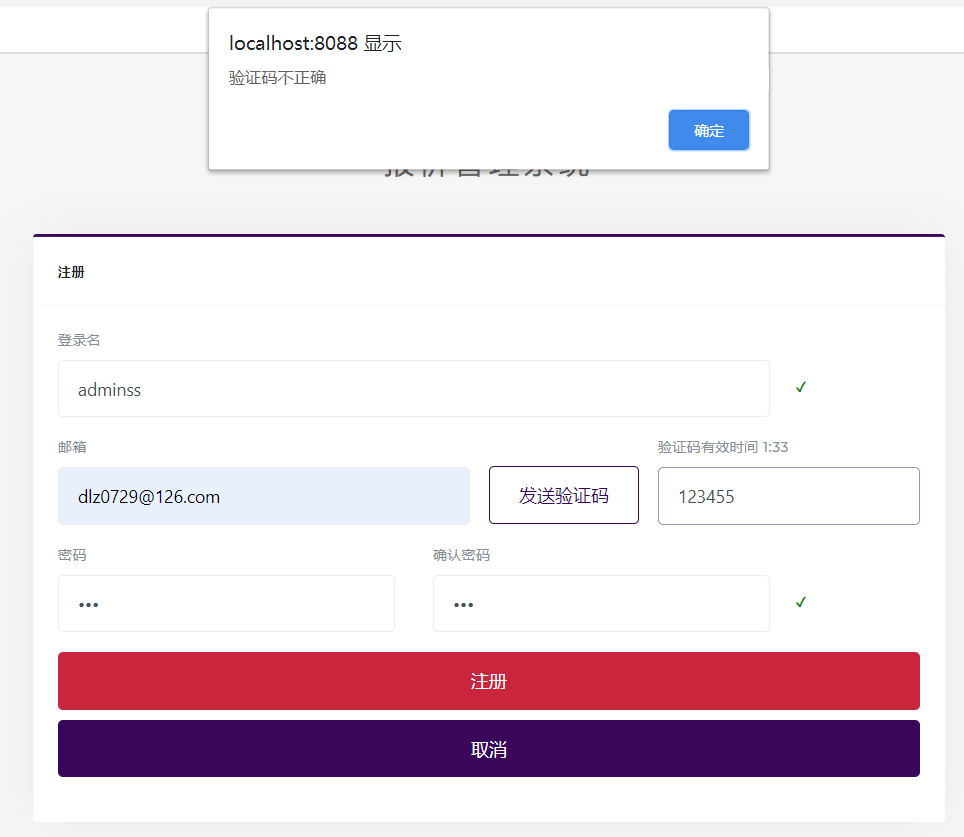 localhost:8088 显示
验证码不正确
确定
注册
登录名
adminss
✓
邮箱
验证码有效时间 1:33
dlz0729@126.com
发送验证码
123455
密码
确认密码
•••
•••
✓
注册
取消